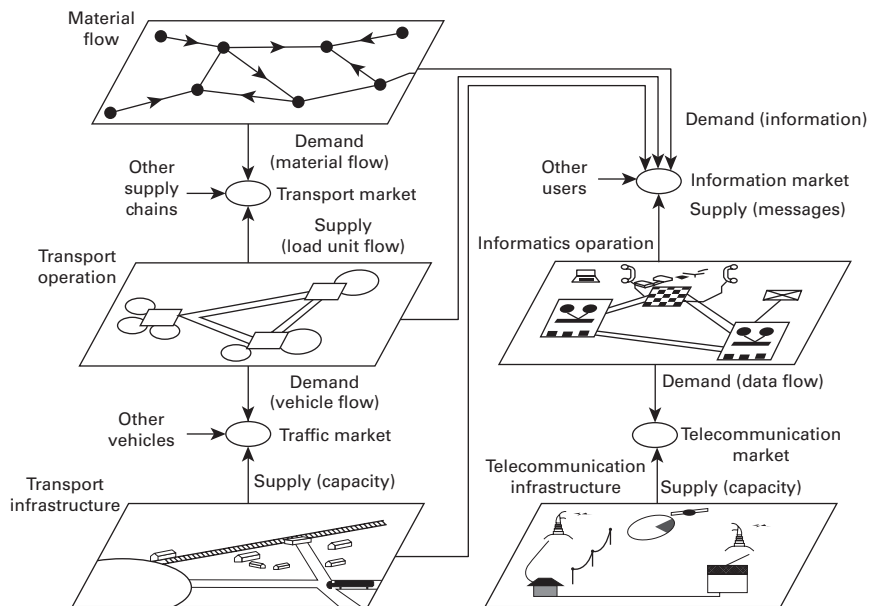 Material
flow
Demand
(material flow)
Other
supply
chains
Transport market
Supply
(load unit flow)
Transport
operation
Demand
(vehicle flow)
Other
vehicles
Traffic market
Supply (capacity)
Transport
infrastructure
Demand (information)
Other
users
Information market
Supply (messages)
Informatics oparation
Demand (data flow)
Telecommunication
market
Telecommunication
infrastructure
Supply (capacity)